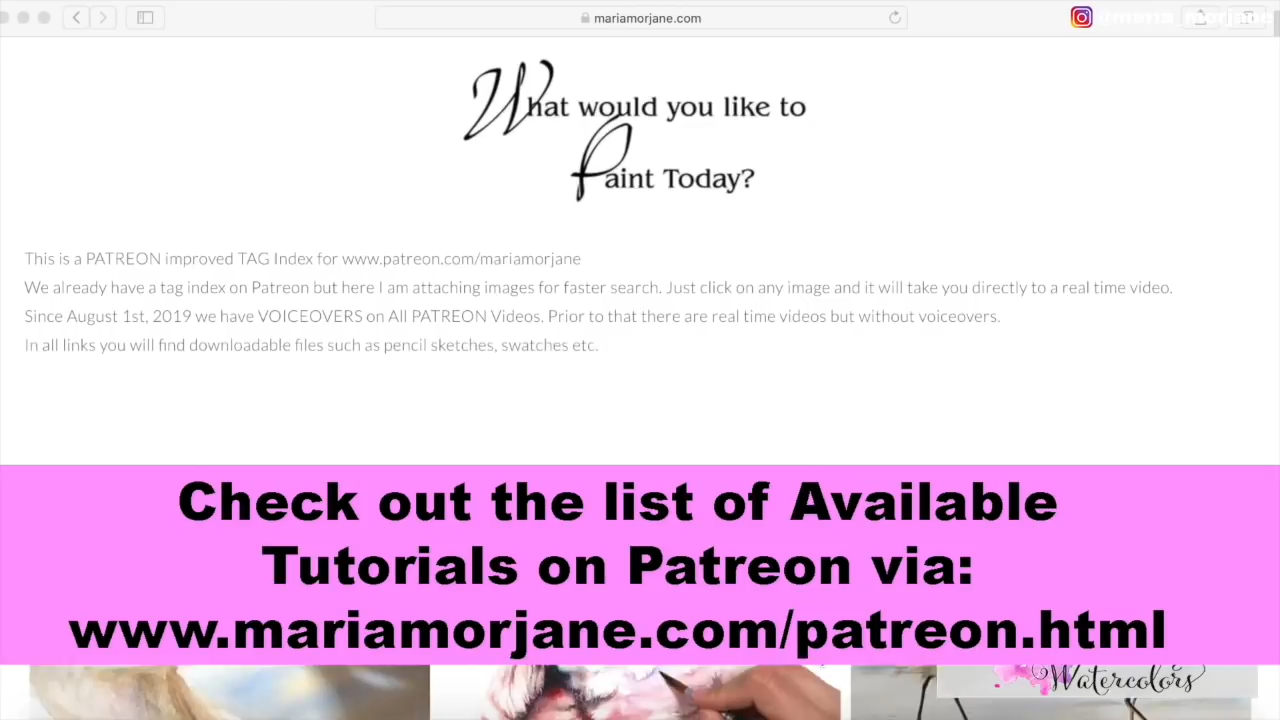 mariamorjane.com
@maria_morjane
What would you like to
Paint Today?
This is a PATREON improved TAG Index for www.patreon.com/mariamorjane
We already have a tag index on Patreon but here I am attaching images for faster search. Just click on any image and it will take you directly to a real time video.
Since August 1st, 2019 we have VOICEOVERS on All PATREON Videos. Prior to that there are real time videos but without voiceovers.
In all links you will find downloadable files such as pencil sketches, swatches etc.
Check out the list of Available
Tutorials on Patreon via:
www.mariamorjane.com/patreon.html
Watercolors